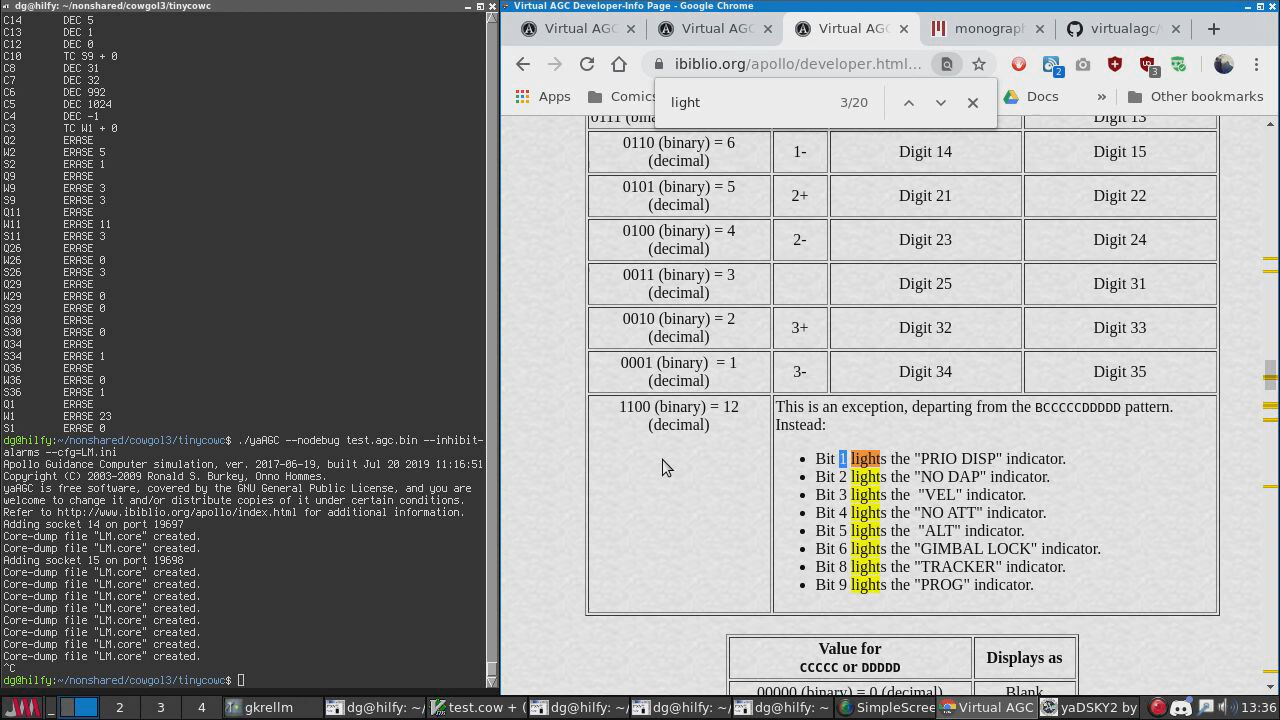 dg@hilfy: ~/nonshared/cowgol3/tinycowc
C14 DEC 5
C13 DEC 1
C12 DEC 0
C10 TC S9 + 0
C8 DEC 31
C7 DEC 32
C6 DEC 992
C5 DEC 1024
C4 DEC -1
C3 TC W1 + 0
Q2 ERASE
W2 ERASE 5
S2 ERASE 1
Q9 ERASE
W9 ERASE 3
S9 ERASE 3
Q11 ERASE
W11 ERASE 11
S11 ERASE 3
Q26 ERASE
W26 ERASE 0
S26 ERASE 3
Q29 ERASE
W29 ERASE 0
S29 ERASE 0
Q30 ERASE
S30 ERASE 0
Q34 ERASE
S34 ERASE 1
Q36 ERASE
W36 ERASE 0
S36 ERASE 1
Q1 ERASE
W1 ERASE 23
S1 ERASE 0
dg@hilfy:~/nonshared/cowgol3/tinycowc$ ./yaAGC --nodebug test.agc.bin --inhibit-
alarms --cfg=LM.ini
Apollo Guidance Computer simulation, ver. 2017-06-19, built Jul 20 2019 11:16:51
Copyright (C) 2003-2009 Ronald S. Burkey, Onno Hommes.
yaAGC is free software, covered by the GNU General Public License, and you are
welcome to change it and/or distribute copies of it under certain conditions.
Refer to http://www.ibiblio.org/apollo/index.html for additional information.
Adding socket 14 on port 19697
Core-dump file "LM.core" created.
Core-dump file "LM.core" created.
Adding socket 15 on port 19698
Core-dump file "LM.core" created.
Core-dump file "LM.core" created.
Core-dump file "LM.core" created.
Core-dump file "LM.core" created.
Core-dump file "LM.core" created.
Core-dump file "LM.core" created.
Core-dump file "LM.core" created.
Core-dump file "LM.core" created.
^C
dg@hilfy:~/nonshared/cowgol3/tinycowc$
Virtual AGC Developer-Info Page - Google Chrome
Virtual AGC Virtual AGC Virtual AGC monograph virtualagc/
ibiblio.org/apollo/developer.html... 2 3
Apps Comics Docs » Other bookmarks
light 3/20
0111 (bina Digit 13
0110 (binary) = 6 (decimal) 1- Digit 14 Digit 15
0101 (binary) = 5 (decimal) 2+ Digit 21 Digit 22
0100 (binary) = 4 (decimal) 2- Digit 23 Digit 24
0011 (binary) = 3 (decimal) Digit 25 Digit 31
0010 (binary) = 2 (decimal) 3+ Digit 32 Digit 33
0001 (binary) = 1 (decimal) 3- Digit 34 Digit 35
1100 (binary) = 12 (decimal)
This is an exception, departing from the BCCCCCDDDDD pattern.
Instead:
• Bit 1 lights the "PRIO DISP" indicator.
• Bit 2 lights the "NO DAP" indicator.
• Bit 3 lights the "VEL" indicator.
• Bit 4 lights the "NO ATT" indicator.
• Bit 5 lights the "ALT" indicator.
• Bit 6 lights the "GIMBAL LOCK" indicator.
• Bit 8 lights the "TRACKER" indicator.
• Bit 9 lights the "PROG" indicator.
Value for
CCCCC or DDDDD
Displays as
00000 (binary) = 0 (decimal) Blank
2 3 4 gkrellm dg@hilfy: ~/ test.cow + ( dg@hilfy: ~/ dg@hilfy: ~/ dg@hilfy: ~ SimpleScree Virtual AGC yaDSKY2 by 13:36